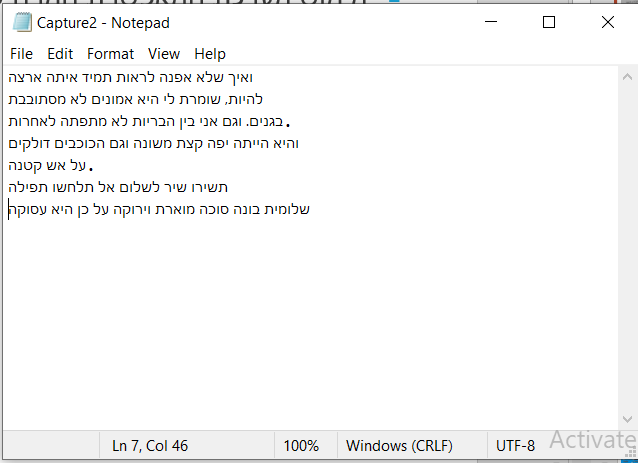 Capture2 - Notepad
File Edit Format View Help
ואיך שלא אפנה לראות תמיד איתה ארצה
להיות, שומרת לי היא אמונים לא מסתובבת
בגנים. וגם אני בין הבריות לא מתפתה לאחרות.
והיא הייתה יפה קצת משונה וגם הכוכבים דולקים
על אש קטנה.
תשירו שיר לשלום אל תלחשו תפילה
שלומית בונה סוכה מוארת וירוקה על כן היא עסוקה
Ln 7, Col 46 100% Windows (CRLF) UTF-8
Activate